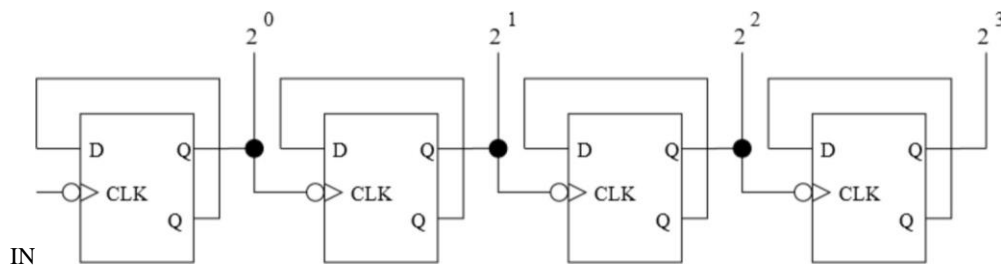 2^0 2^1 2^2 2^3
D Q D Q D Q D Q
CLK CLK CLK CLK
Q Q Q Q
IN